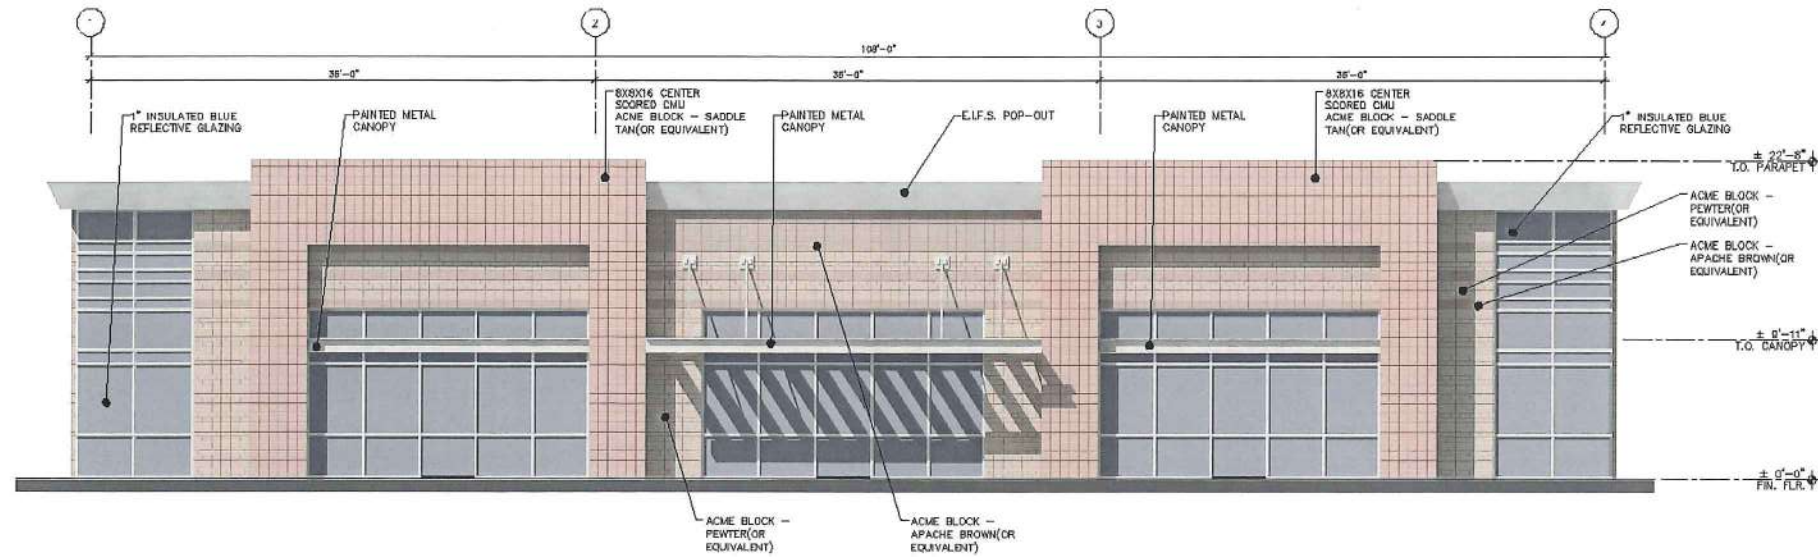 1
2
3
4
108'-0"
36'-0"
36'-0"
36'-0"
1" INSULATED BLUE
REFLECTIVE GLAZING
PAINTED METAL
CANOPY
8X8X16 CENTER
SCORED CMU
ACME BLOCK - SADDLE
TAN(OR EQUIVALENT)
PAINTED METAL
CANOPY
E.I.F.S. POP-OUT
PAINTED METAL
CANOPY
8X8X16 CENTER
SCORED CMU
ACME BLOCK - SADDLE
TAN(OR EQUIVALENT)
1" INSULATED BLUE
REFLECTIVE GLAZING
± 22'-8"
T.O. PARAPET
ACME BLOCK -
PEWTER(OR
EQUIVALENT)
ACME BLOCK -
APACHE BROWN(OR
EQUIVALENT)
± 9'-11"
T.O. CANOPY
± 0'-0"
FIN. FLR.
ACME BLOCK -
PEWTER(OR
EQUIVALENT)
ACME BLOCK -
APACHE BROWN(OR
EQUIVALENT)